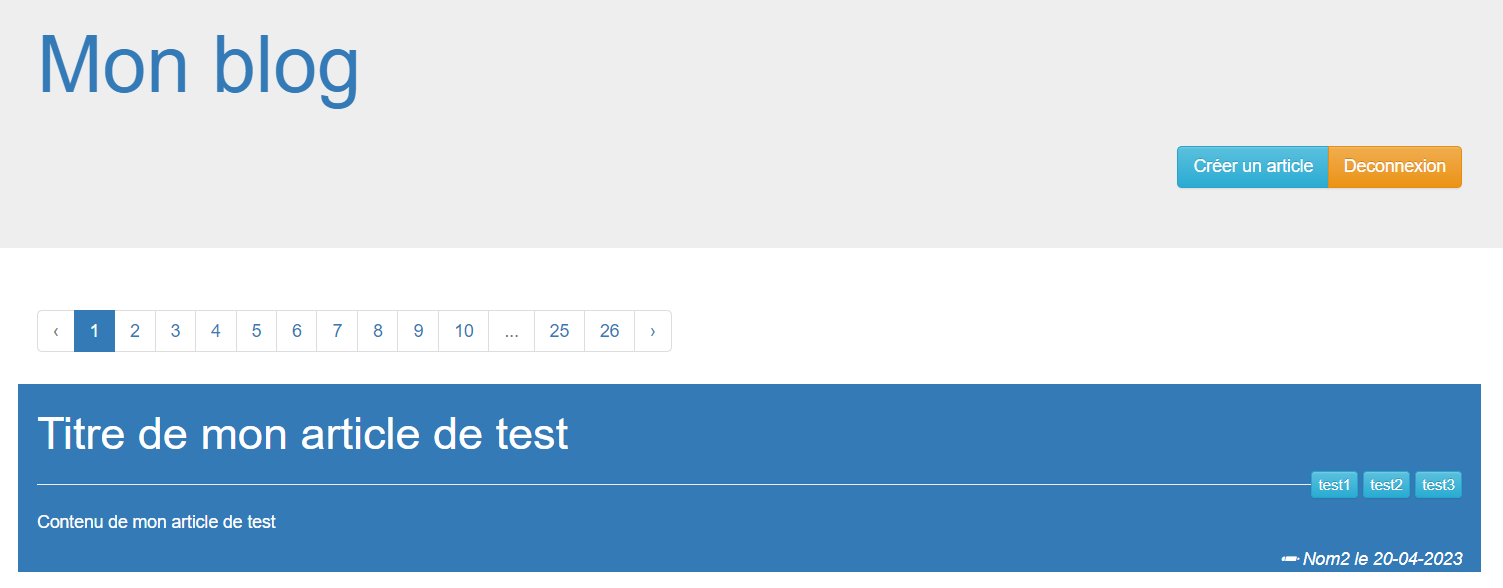 Mon blog
Créer un article Deconnexion
‹ 1 2 3 4 5 6 7 8 9 10 ... 25 26 ›
Titre de mon article de test
test1 test2 test3
Contenu de mon article de test
Nom2 le 20-04-2023